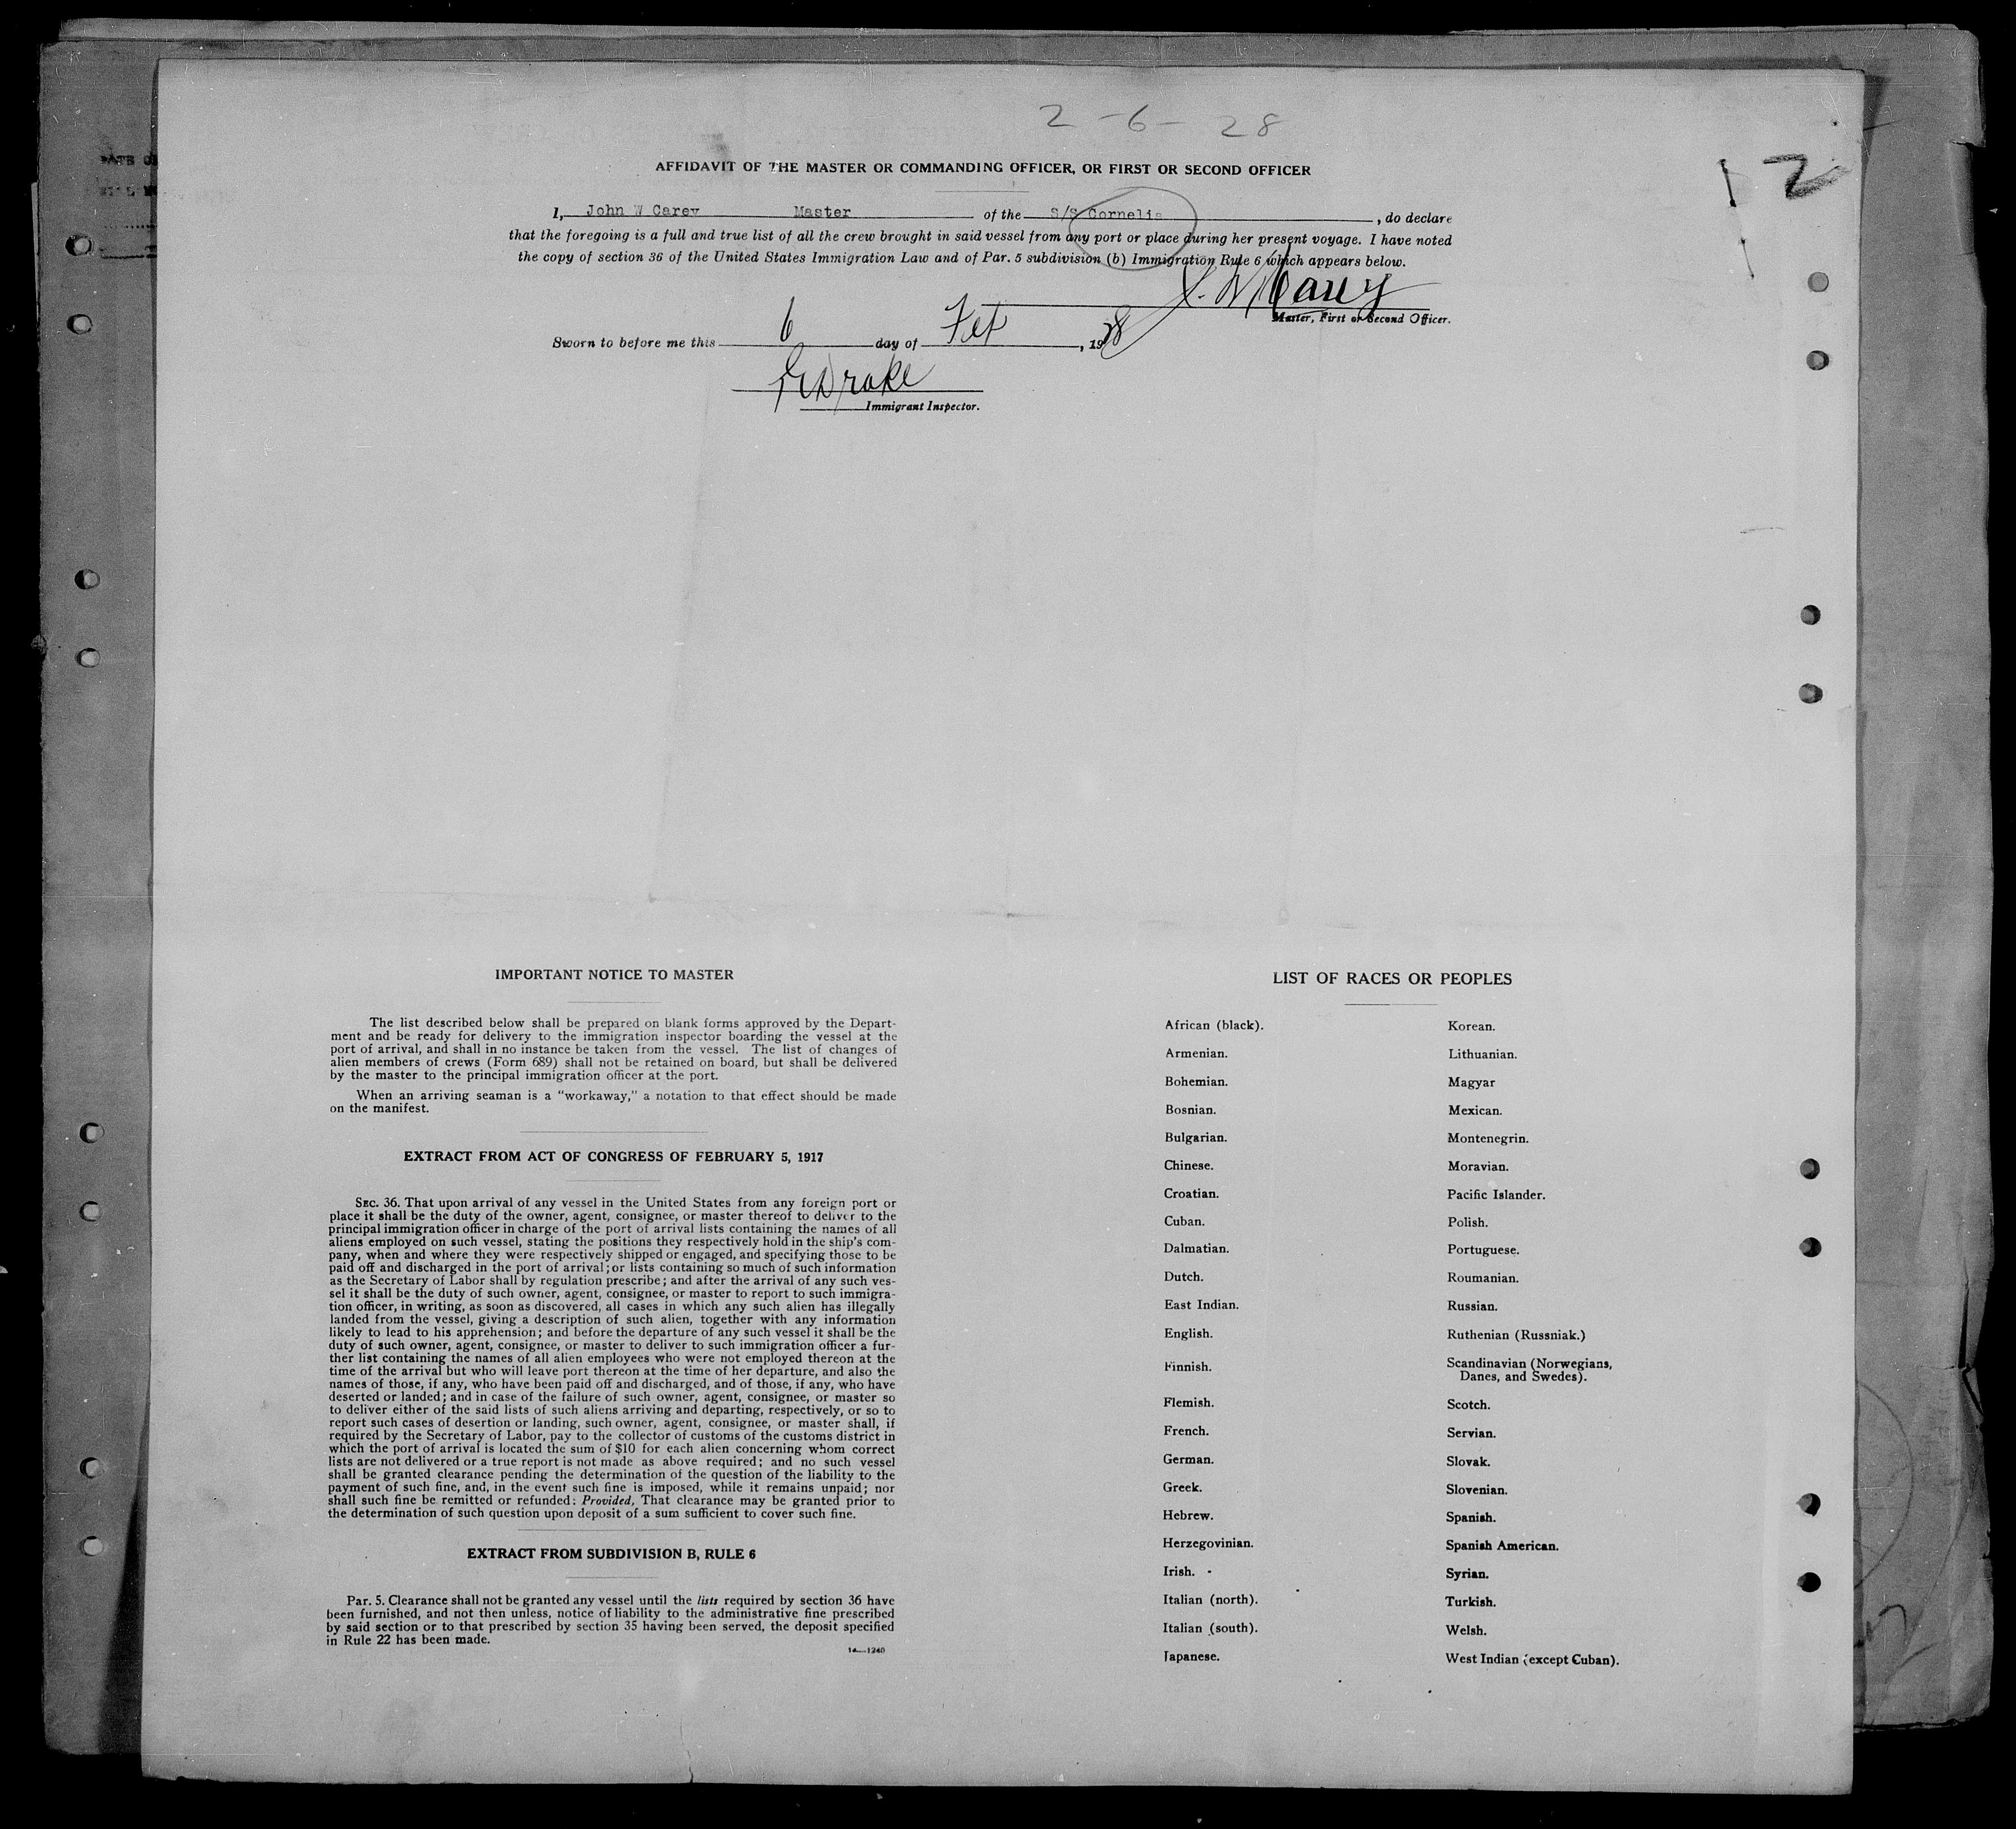 2-6-28
12
AFFIDAVIT OF THE MASTER OR COMMANDING OFFICER, OR FIRST OR SECOND OFFICER
I, John W Carey Master of the S/S Cornelia, do declare
that the foregoing is a full and true list of all the crew brought in said vessel from any port or place during her present voyage. I have noted
the copy of section 36 of the United States Immigration Law and of Par. 5 subdivision (b) Immigration Rule 6 which appears below.
J. W. Carey
Master, First or Second Officer.
Sworn to before me this 6 day of Feb, 1928
Drake
Immigrant Inspector.
IMPORTANT NOTICE TO MASTER
The list described below shall be prepared on blank forms approved by the Depart-
ment and be ready for delivery to the immigration inspector boarding the vessel at the
port of arrival, and shall in no instance be taken from the vessel. The list of changes of
alien members of crews (Form 689) shall not be retained on board, but shall be delivered
by the master to the principal immigration officer at the port.
When an arriving seaman is a "workaway," a notation to that effect should be made
on the manifest.
EXTRACT FROM ACT OF CONGRESS OF FEBRUARY 5, 1917
SEC. 36. That upon arrival of any vessel in the United States from any foreign port or
place it shall be the duty of the owner, agent, consignee, or master thereof to deliver to the
principal immigration officer in charge of the port of arrival lists containing the names of all
aliens employed on such vessel, stating the positions they respectively hold in the ship's com-
pany, when and where they were respectively shipped or engaged, and specifying those to be
paid off and discharged in the port of arrival; or lists containing so much of such information
as the Secretary of Labor shall by regulation prescribe; and after the arrival of any such ves-
sel it shall be the duty of such owner, agent, consignee, or master to report to such immigra-
tion officer, in writing, as soon as discovered, all cases in which any such alien has illegally
landed from the vessel, giving a description of such alien, together with any information
likely to lead to his apprehension; and before the departure of any such vessel it shall be the
duty of such owner, agent, consignee, or master to deliver to such immigration officer a fur-
ther list containing the names of all alien employees who were not employed thereon at the
time of the arrival but who will leave port thereon at the time of her departure, and also the
names of those, if any, who have been paid off and discharged, and of those, if any, who have
deserted or landed; and in case of the failure of such owner, agent, consignee, or master so
to deliver either of the said lists of such aliens arriving and departing, respectively, or so to
report such cases of desertion or landing, such owner, agent, consignee, or master shall, if
required by the Secretary of Labor, pay to the collector of customs of the customs district in
which the port of arrival is located the sum of $10 for each alien concerning whom correct
lists are not delivered or a true report is not made as above required; and no such vessel
shall be granted clearance pending the determination of the question of the liability to the
payment of such fine, and, in the event such fine is imposed, while it remains unpaid; nor
shall such fine be remitted or refunded: Provided, That clearance may be granted prior to
the determination of such question upon deposit of a sum sufficient to cover such fine.
EXTRACT FROM SUBDIVISION B, RULE 6
Par. 5. Clearance shall not be granted any vessel until the lists required by section 36 have
been furnished, and not then unless, notice of liability to the administrative fine prescribed
by said section or to that prescribed by section 35 having been served, the deposit specified
in Rule 22 has been made.
14—1240
LIST OF RACES OR PEOPLES
African (black).
Armenian.
Bohemian.
Bosnian.
Bulgarian.
Chinese.
Croatian.
Cuban.
Dalmatian.
Dutch.
East Indian.
English.
Finnish.
Flemish.
French.
German.
Greek.
Hebrew.
Herzegovinian.
Irish.
Italian (north).
Italian (south).
Japanese.
Korean.
Lithuanian.
Magyar
Mexican.
Montenegrin.
Moravian.
Pacific Islander.
Polish.
Portuguese.
Roumanian.
Russian.
Ruthenian (Russniak.)
Scandinavian (Norwegians,
Danes, and Swedes).
Scotch.
Servian.
Slovak.
Slovenian.
Spanish.
Spanish American.
Syrian.
Turkish.
Welsh.
West Indian (except Cuban).